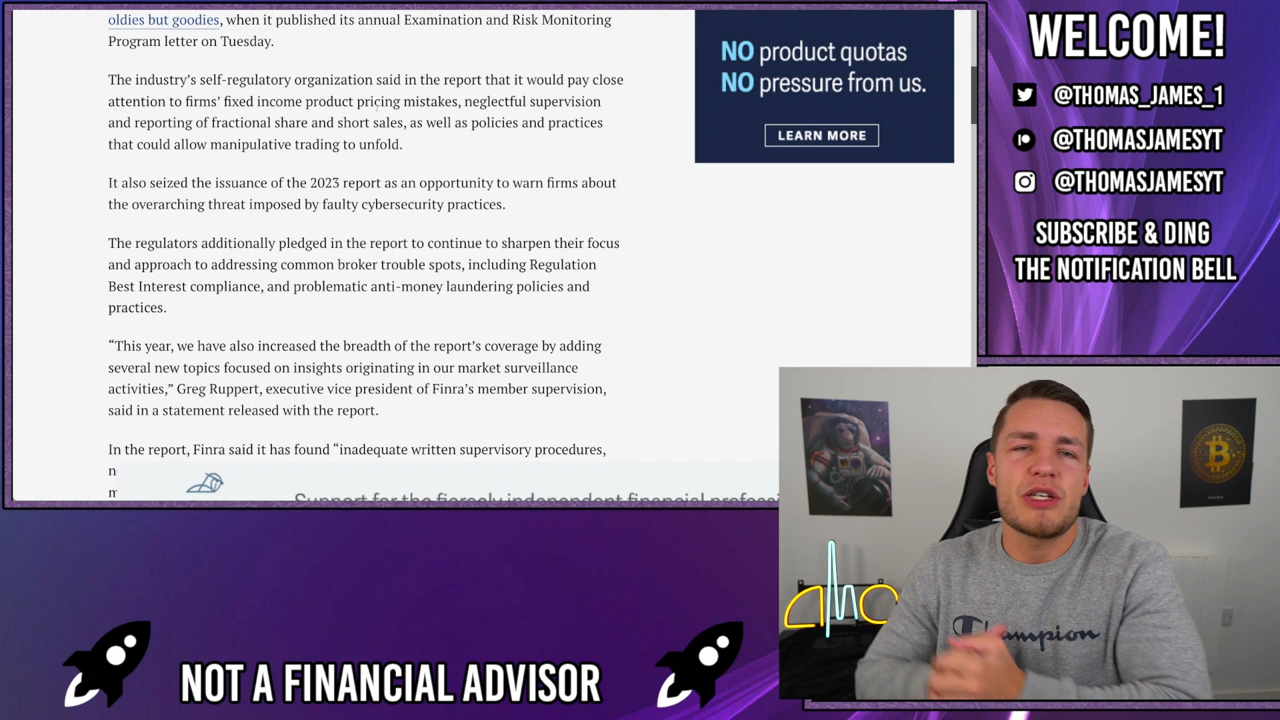 oldies but goodies, when it published its annual Examination and Risk Monitoring
Program letter on Tuesday.
The industry’s self-regulatory organization said in the report that it would pay close
attention to firms’ fixed income product pricing mistakes, neglectful supervision
and reporting of fractional share and short sales, as well as policies and practices
that could allow manipulative trading to unfold.
It also seized the issuance of the 2023 report as an opportunity to warn firms about
the overarching threat imposed by faulty cybersecurity practices.
The regulators additionally pledged in the report to continue to sharpen their focus
and approach to addressing common broker trouble spots, including Regulation
Best Interest compliance, and problematic anti-money laundering policies and
practices.
“This year, we have also increased the breadth of the report’s coverage by adding
several new topics focused on insights originating in our market surveillance
activities,” Greg Ruppert, executive vice president of Finra’s member supervision,
said in a statement released with the report.
In the report, Finra said it has found “inadequate written supervisory procedures,
Support for the fiercely independent financial
NO product quotas
NO pressure from us.
LEARN MORE
WELCOME!
@THOMAS_JAMES_1
@THOMASJAMESYT
@THOMASJAMESYT
SUBSCRIBE & DING
THE NOTIFICATION BELL
Champion
NOT A FINANCIAL ADVISOR